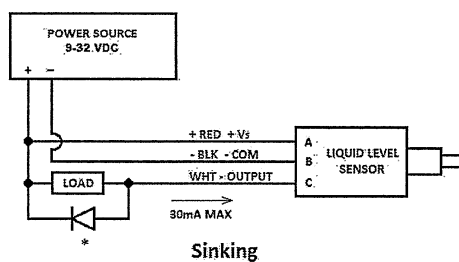 POWER SOURCE
9-32 VDC
+ −
+ RED + Vs
- BLK - COM
WHT - OUTPUT
30mA MAX
LOAD
*
A
B
C
LIQUID LEVEL
SENSOR
Sinking